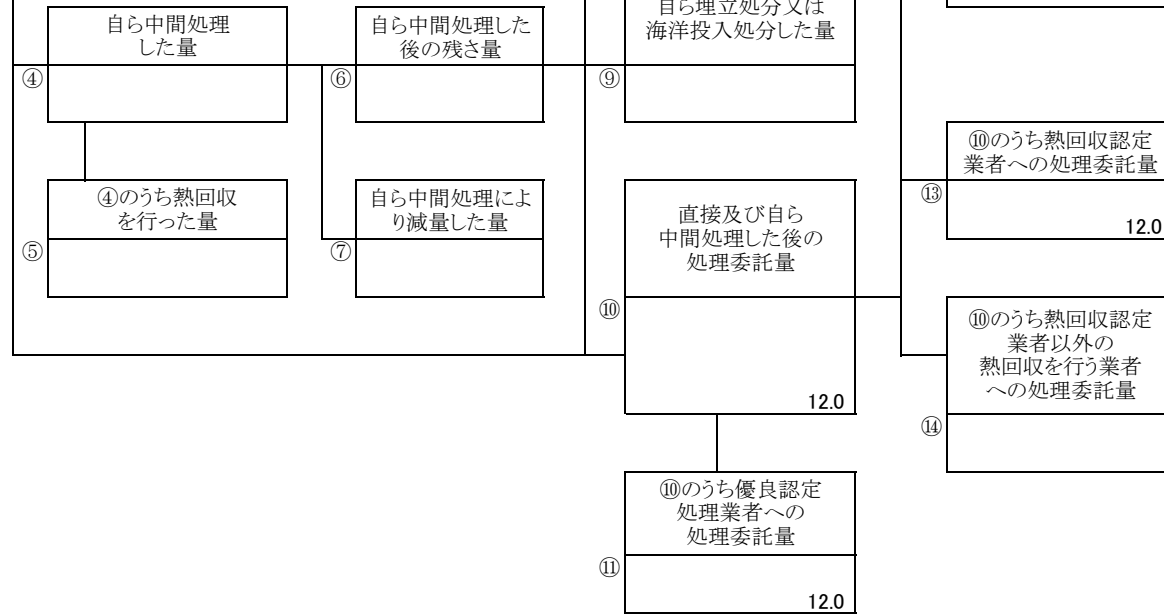 自ら中間処理
した量
④
自ら中間処理した
後の残さ量
⑥
自ら埋立処分又は
海洋投入処分した量
⑨
④のうち熱回収
を行った量
⑤
自ら中間処理によ
り減量した量
⑦
直接及び自ら
中間処理した後の
処理委託量
⑩
12.0
⑩のうち優良認定
処理業者への
処理委託量
⑪
12.0
⑩のうち熱回収認定
業者への処理委託量
⑬
12.0
⑩のうち熱回収認定
業者以外の
熱回収を行う業者
への処理委託量
⑭